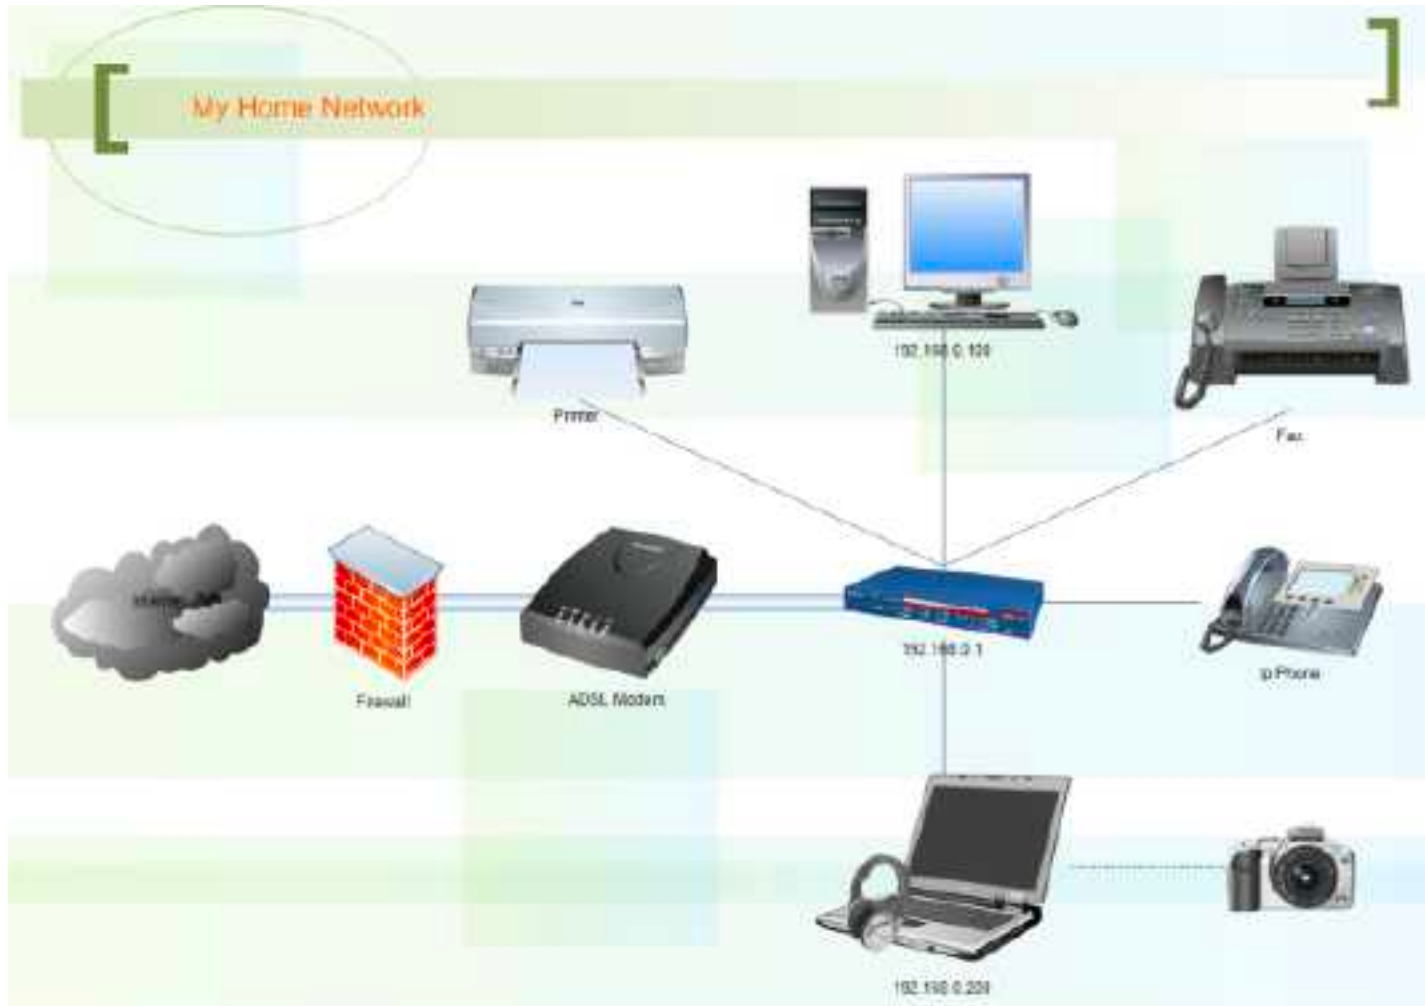 My Home Network
192.168.0.100
Printer
Fax
192.168.0.1
Ip Phone
Firewall
ADSL Modem
192.168.0.200